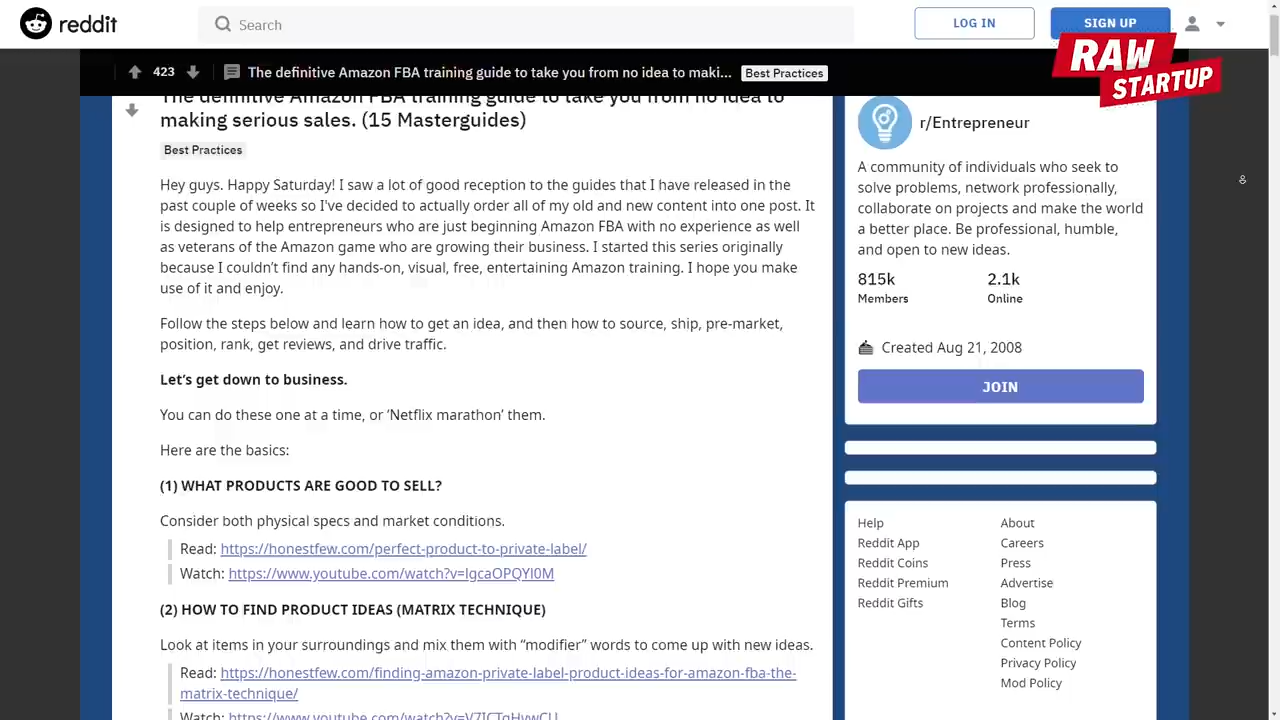 reddit
Search
LOG IN
SIGN UP
RAW
STARTUP
423
The definitive Amazon FBA training guide to take you from no idea to maki...
Best Practices
The definitive Amazon FBA training guide to take you from no idea to
making serious sales. (15 Masterguides)
Best Practices
Hey guys. Happy Saturday! I saw a lot of good reception to the guides that I have released in the
past couple of weeks so I've decided to actually order all of my old and new content into one post. It
is designed to help entrepreneurs who are just beginning Amazon FBA with no experience as well
as veterans of the Amazon game who are growing their business. I started this series originally
because I couldn't find any hands-on, visual, free, entertaining Amazon training. I hope you make
use of it and enjoy.
Follow the steps below and learn how to get an idea, and then how to source, ship, pre-market,
position, rank, get reviews, and drive traffic.
Let's get down to business.
You can do these one at a time, or 'Netflix marathon' them.
Here are the basics:
(1) WHAT PRODUCTS ARE GOOD TO SELL?
Consider both physical specs and market conditions.
Read: https://honestfew.com/perfect-product-to-private-label/
Watch: https://www.youtube.com/watch?v=IgcaOPQYI0M
(2) HOW TO FIND PRODUCT IDEAS (MATRIX TECHNIQUE)
Look at items in your surroundings and mix them with "modifier" words to come up with new ideas.
Read: https://honestfew.com/finding-amazon-private-label-product-ideas-for-amazon-fba-the-
matrix-technique/
Watch:
r/Entrepreneur
A community of individuals who seek to
solve problems, network professionally,
collaborate on projects and make the world
a better place. Be professional, humble,
and open to new ideas.
815k
Members
2.1k
Online
Created Aug 21, 2008
JOIN
Help
Reddit App
Reddit Coins
Reddit Premium
Reddit Gifts
About
Careers
Press
Advertise
Blog
Terms
Content Policy
Privacy Policy
Mod Policy